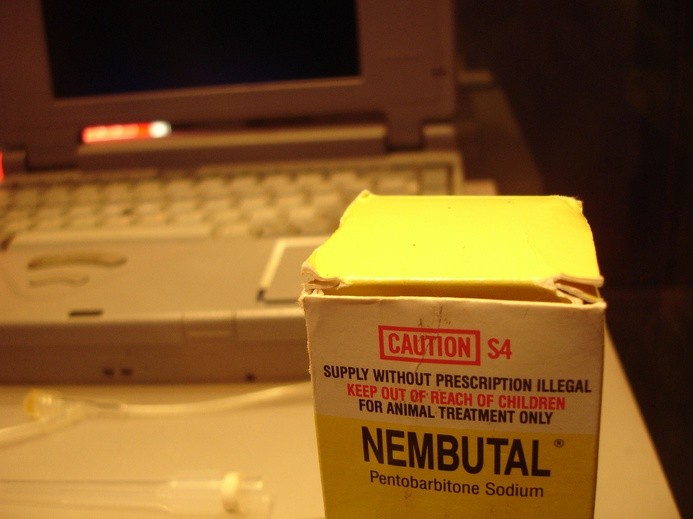 CAUTION S4
SUPPLY WITHOUT PRESCRIPTION ILLEGAL
KEEP OUT OF REACH OF CHILDREN
FOR ANIMAL TREATMENT ONLY
NEMBUTAL®
Pentobarbitone Sodium